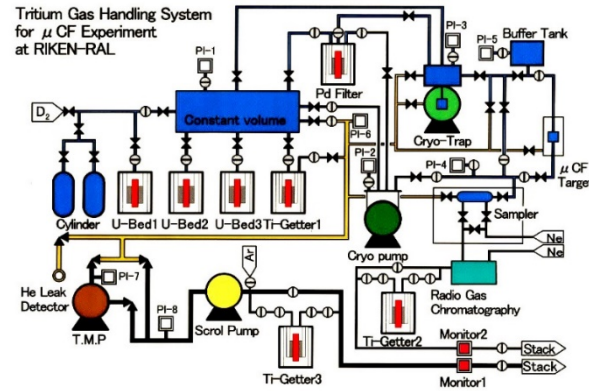 Tritium Gas Handling System
for μ CF Experiment
at RIKEN-RAL
PI-1
PI-3
PI-5
Buffer Tank
Pd Filter
D2
Constant volume
PI-6
Cryo-Trap
PI-2
PI-4
μ CF
Target
Cylinder
U-Bed1
U-Bed2
U-Bed3
Ti-Getter1
Sampler
Cryo pump
Ne
Ne
He Leak
Detector
PI-7
Ar
T.M.P
PI-8
Scrol Pump
Radio Gas
Chromatography
Ti-Getter2
Monitor2
Stack
Stack
Ti-Getter3
Monitor1